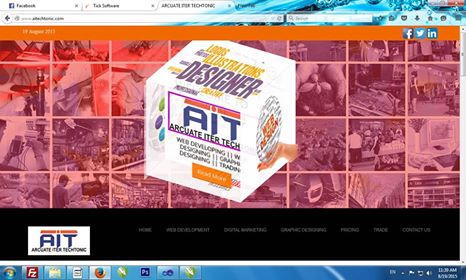 Facebook
Tick Software
ARCUATE ITER TECHTONIC
www.aitechtonic.com
19 August 2015
LOGOS
ILLUSTRATIONS
DESIGNER
AIT
ARCUATE ITER TECH
WEB DEVELOPING || W
DESIGNING || GRAPHI
DESIGNING || TRADIN
Read More
AIT
ARCUATE ITER TECHTONIC
HOME WEB DEVELOPMENT DIGITAL MARKETING GRAPHIC DESIGNING PRICING TRADE CONTACT US
EN
11:39 AM
8/19/2015